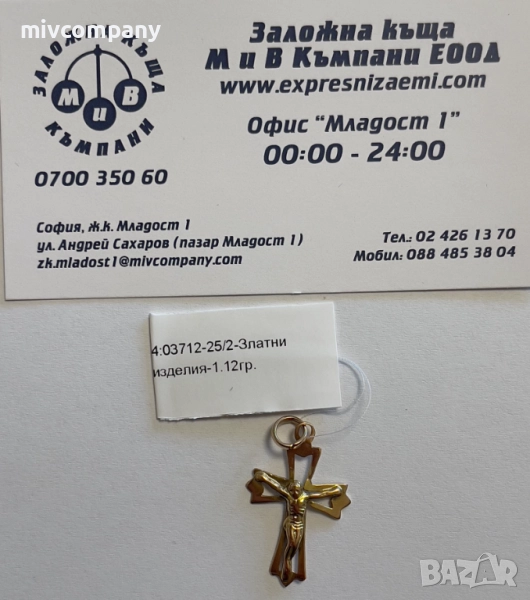 mivcompany
ЗАЛОЖНА КЪЩА
М и В
КЪМПАНИ
0700 350 60
Заложна къща
М и В Къмпани ЕООД
www.expresnizaemi.com
Офис "Младост 1"
00:00 - 24:00
София, ж.к. Младост 1
ул. Андрей Сахаров (пазар Младост 1)
zk.mladost1@mivcompany.com
Тел.: 02 426 13 70
Мобил.: 088 485 38 04
4:03712-25/2-Златни
изделия-1.12гр.
BAZAR